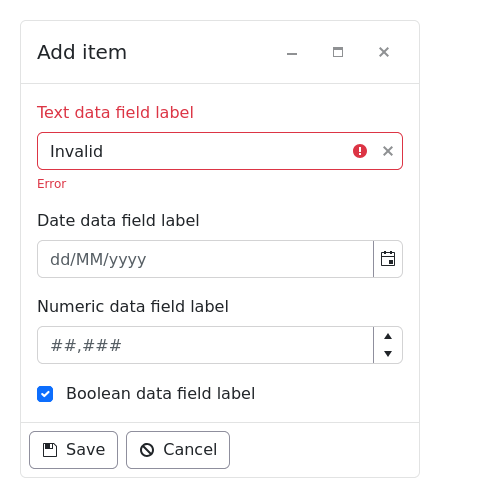 Add item
Text data field label
Invalid
Error
Date data field label
dd/MM/yyyy
Numeric data field label
##,###
Boolean data field label
Save Cancel